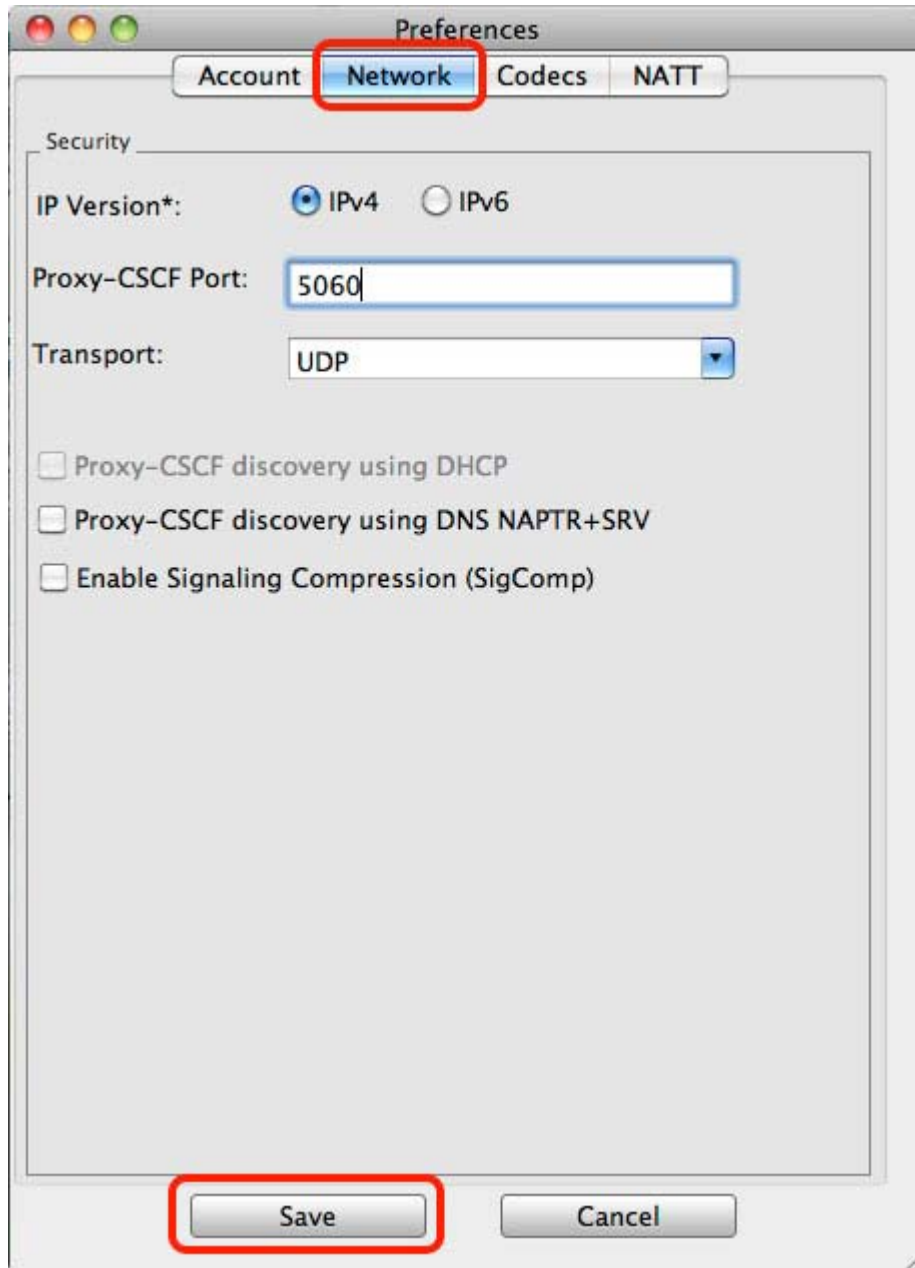 Preferences
Account Network Codecs NATT
Security
IP Version*: IPv4 IPv6
Proxy-CSCF Port: 5060
Transport: UDP
Proxy-CSCF discovery using DHCP
Proxy-CSCF discovery using DNS NAPTR+SRV
Enable Signaling Compression (SigComp)
Save Cancel